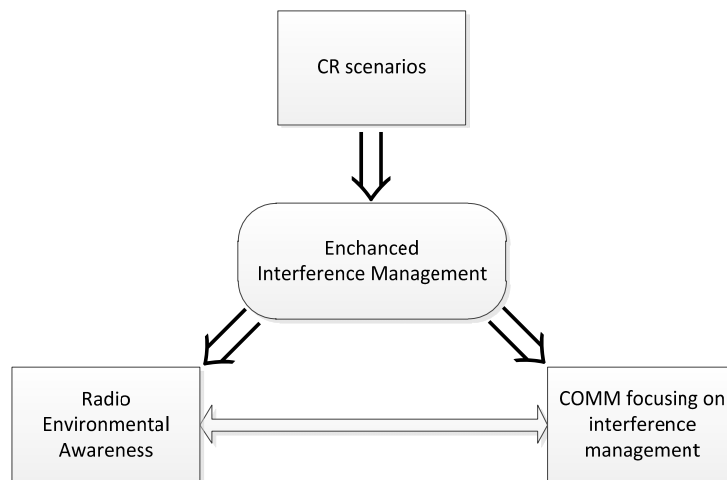 CR scenarios
Enchanced
Interference Management
Radio
Environmental
Awareness
COMM focusing on
interference
management